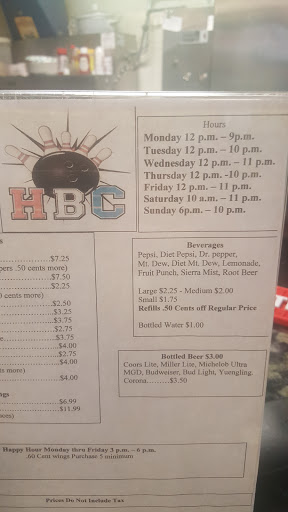 HBC
Hours
Monday 12 p.m. – 9p.m.
Tuesday 12 p.m. – 10 p.m.
Wednesday 12 p.m. – 11 p.m.
Thursday 12 p.m. -10 p.m.
Friday 12 p.m. – 11 p.m.
Saturday 10 a.m. – 11 p.m.
Sunday 6p.m. – 10 p.m.
s
$7.25
pers .50 cents more)
$7.50
$2.25
0 cents more)
$2.50
$3.25
$3.75
$2.75
e $3.75
$4.00
$2.75
$4.00
ts more)
$4.00
ngs
$6.99
$11.99
Beverages
Pepsi, Diet Pepsi, Dr. pepper,
Mt. Dew, Diet Mt. Dew, Lemonade,
Fruit Punch, Sierra Mist, Root Beer
Large $2.25 - Medium $2.00
Small $1.75
Refills .50 Cents off Regular Price
Bottled Water $1.00
Bottled Beer $3.00
Coors Lite, Miller Lite, Michelob Ultra
MGD, Budweiser, Bud Light, Yuengling.
Corona.........$3.50
Happy Hour Monday thru Friday 3 p.m. – 6 p.m.
.60 Cent wings Purchase 5 minimum
Prices Do Not Include Tax